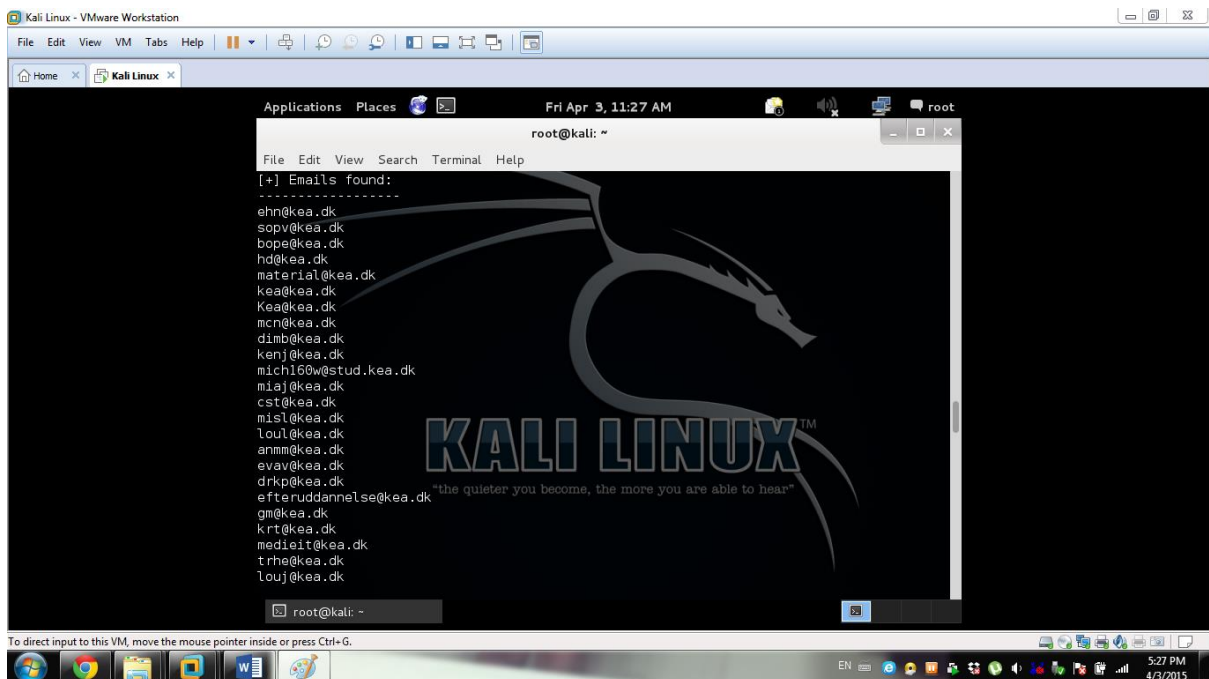 Kali Linux - VMware Workstation
File Edit View VM Tabs Help
Home Kali Linux
Applications Places Fri Apr 3, 11:27 AM root
root@kali: ~
File Edit View Search Terminal Help
[+] Emails found:
------------------
ehn@kea.dk
sopv@kea.dk
bope@kea.dk
hd@kea.dk
material@kea.dk
kea@kea.dk
Kea@kea.dk
mcn@kea.dk
dimb@kea.dk
kenj@kea.dk
mich160w@stud.kea.dk
miaj@kea.dk
cst@kea.dk
misl@kea.dk
loul@kea.dk
anmm@kea.dk
evav@kea.dk
drkp@kea.dk
efteruddannelse@kea.dk
gm@kea.dk
krt@kea.dk
medieit@kea.dk
trhe@kea.dk
louj@kea.dk
KALI LINUX™
"the quieter you become, the more you are able to hear"
root@kali: ~
To direct input to this VM, move the mouse pointer inside or press Ctrl+G.
EN 5:27 PM
4/3/2015